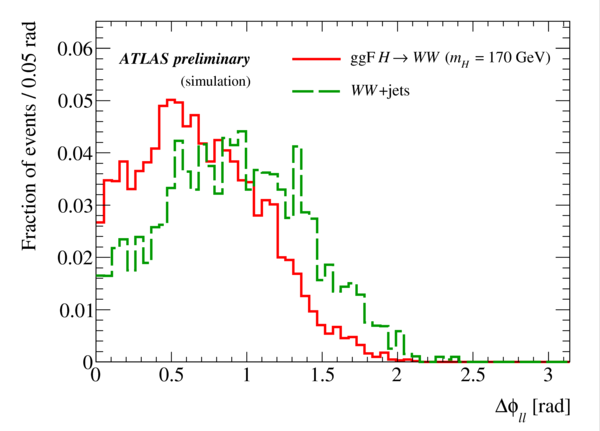 Fraction of events / 0.05 rad
0.06
0.05
0.04
0.03
0.02
0.01
0
ATLAS preliminary
(simulation)
ggF H → WW (m_H = 170 GeV)
WW+jets
0 0.5 1 1.5 2 2.5 3
Δϕ_ll [rad]